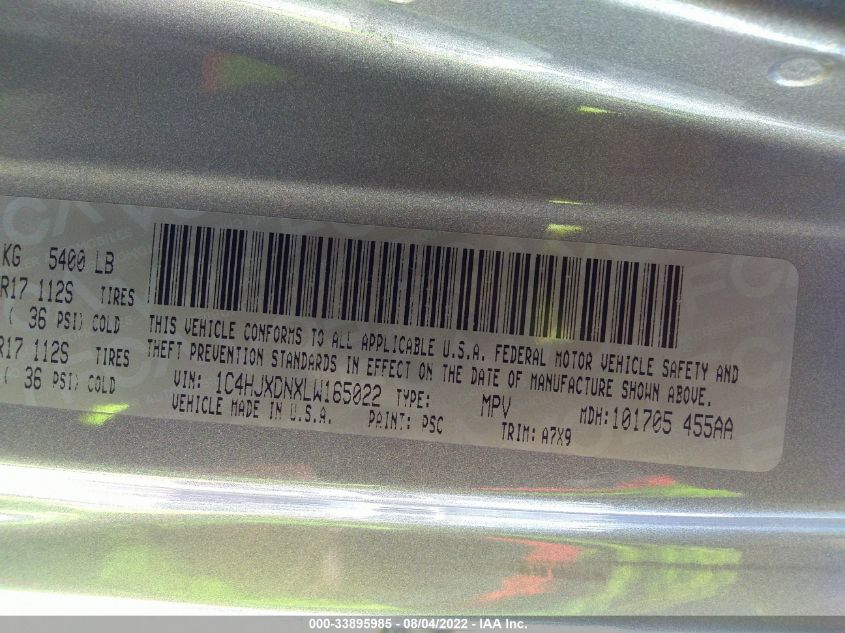 KG 5400 LB
R17 112S TIRES
( 36 PSI) COLD
R17 112S TIRES
( 36 PSI) COLD
THIS VEHICLE CONFORMS TO ALL APPLICABLE U.S.A. FEDERAL MOTOR VEHICLE SAFETY AND
THEFT PREVENTION STANDARDS IN EFFECT ON THE DATE OF MANUFACTURE SHOWN ABOVE.
VIN: 1C4HJXDNXLW165022 TYPE: MPV MDH:101705 455AA
VEHICLE MADE IN U.S.A. PAINT: PSC TRIM: A7X9
000-33895985 - 08/04/2022 - IAA Inc.